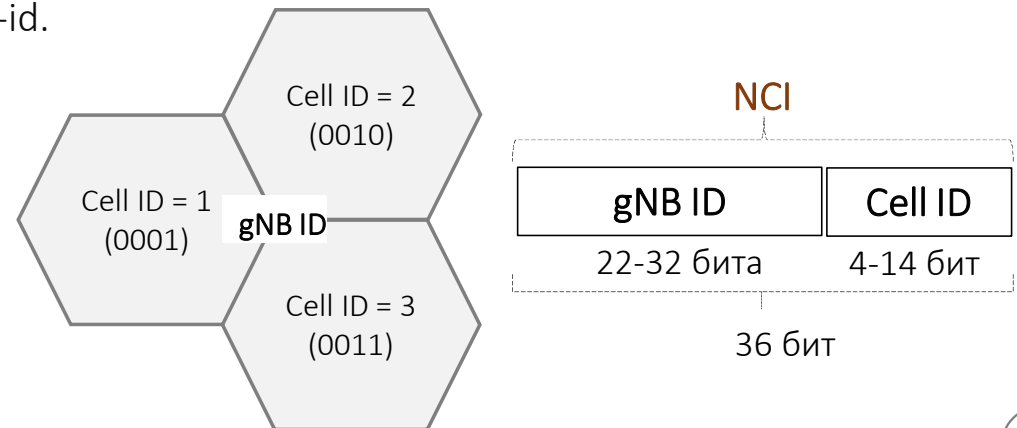 -id.
Cell ID = 2
(0010)
Cell ID = 1
(0001)
gNB ID
Cell ID = 3
(0011)
NCI
gNB ID
Cell ID
22-32 бита
4-14 бит
36 бит